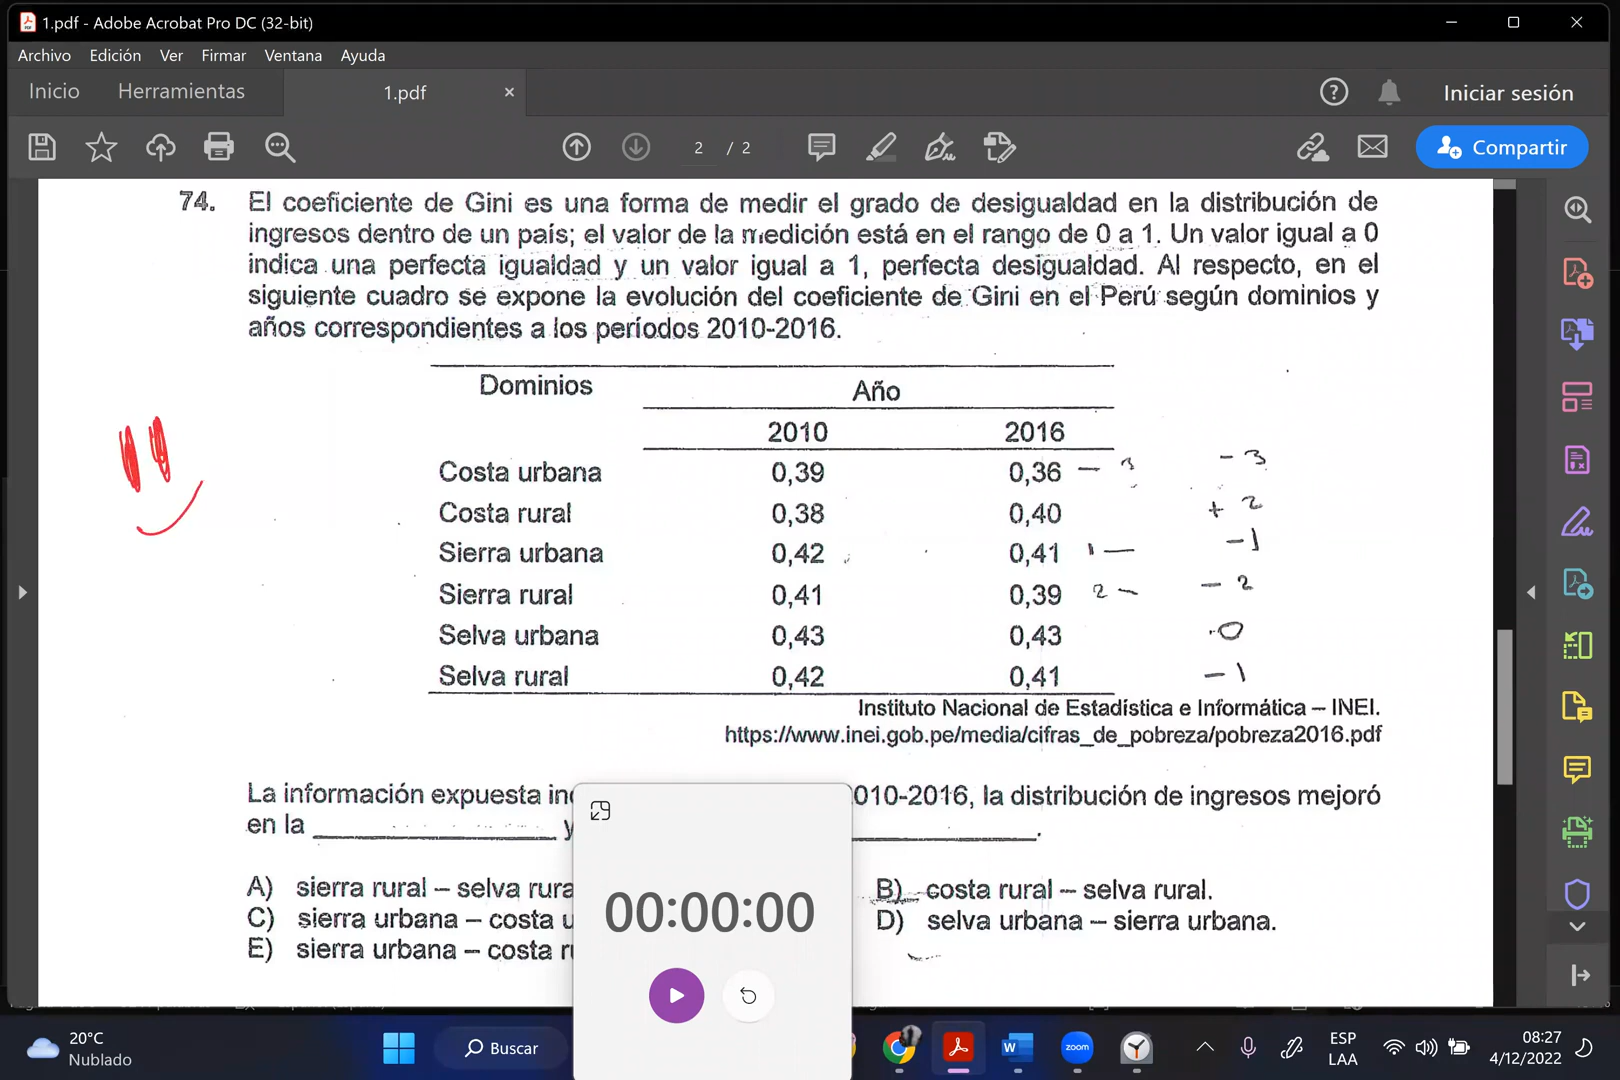 1.pdf - Adobe Acrobat Pro DC (32-bit)
Archivo Edición Ver Firmar Ventana Ayuda
Inicio Herramientas 1.pdf Iniciar sesión
2 / 2 Compartir
74. El coeficiente de Gini es una forma de medir el grado de desigualdad en la distribución de
ingresos dentro de un país; el valor de la medición está en el rango de 0 a 1. Un valor igual a 0
indica una perfecta igualdad y un valor igual a 1, perfecta desigualdad. Al respecto, en el
siguiente cuadro se expone la evolución del coeficiente de Gini en el Perú según dominios y
años correspondientes a los períodos 2010-2016.
Dominios Año
2010 2016
Costa urbana 0,39 0,36 - 3 - 3
Costa rural 0,38 0,40 + 2
Sierra urbana 0,42 0,41 1 - -1
Sierra rural 0,41 0,39 2 - - 2
Selva urbana 0,43 0,43 0
Selva rural 0,42 0,41 - 1
Instituto Nacional de Estadística e Informática – INEI.
https://www.inei.gob.pe/media/cifras_de_pobreza/pobreza2016.pdf
La información expuesta 010-2016, la distribución de ingresos mejoró
en la y
A) sierra rural – selva B) costa rural – selva rural.
C) sierra urbana – costa D) selva urbana – sierra urbana.
E) sierra urbana – costa
00:00:00
20°C
Nublado
Buscar
zoom
ESP
LAA
08:27
4/12/2022